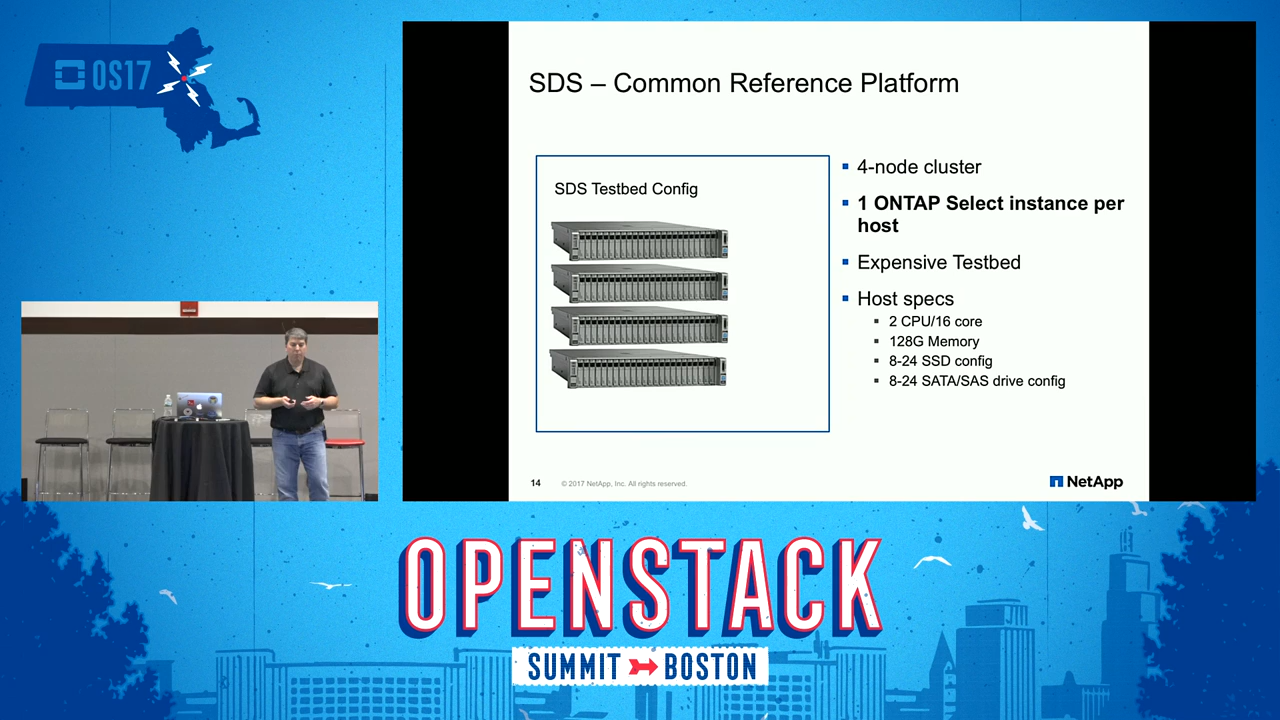 OS17
SDS – Common Reference Platform
SDS Testbed Config
4-node cluster
1 ONTAP Select instance per
host
Expensive Testbed
Host specs
2 CPU/16 core
128G Memory
8-24 SSD config
8-24 SATA/SAS drive config
14
© 2017 NetApp, Inc. All rights reserved.
NetApp
OPENSTACK
SUMMIT BOSTON